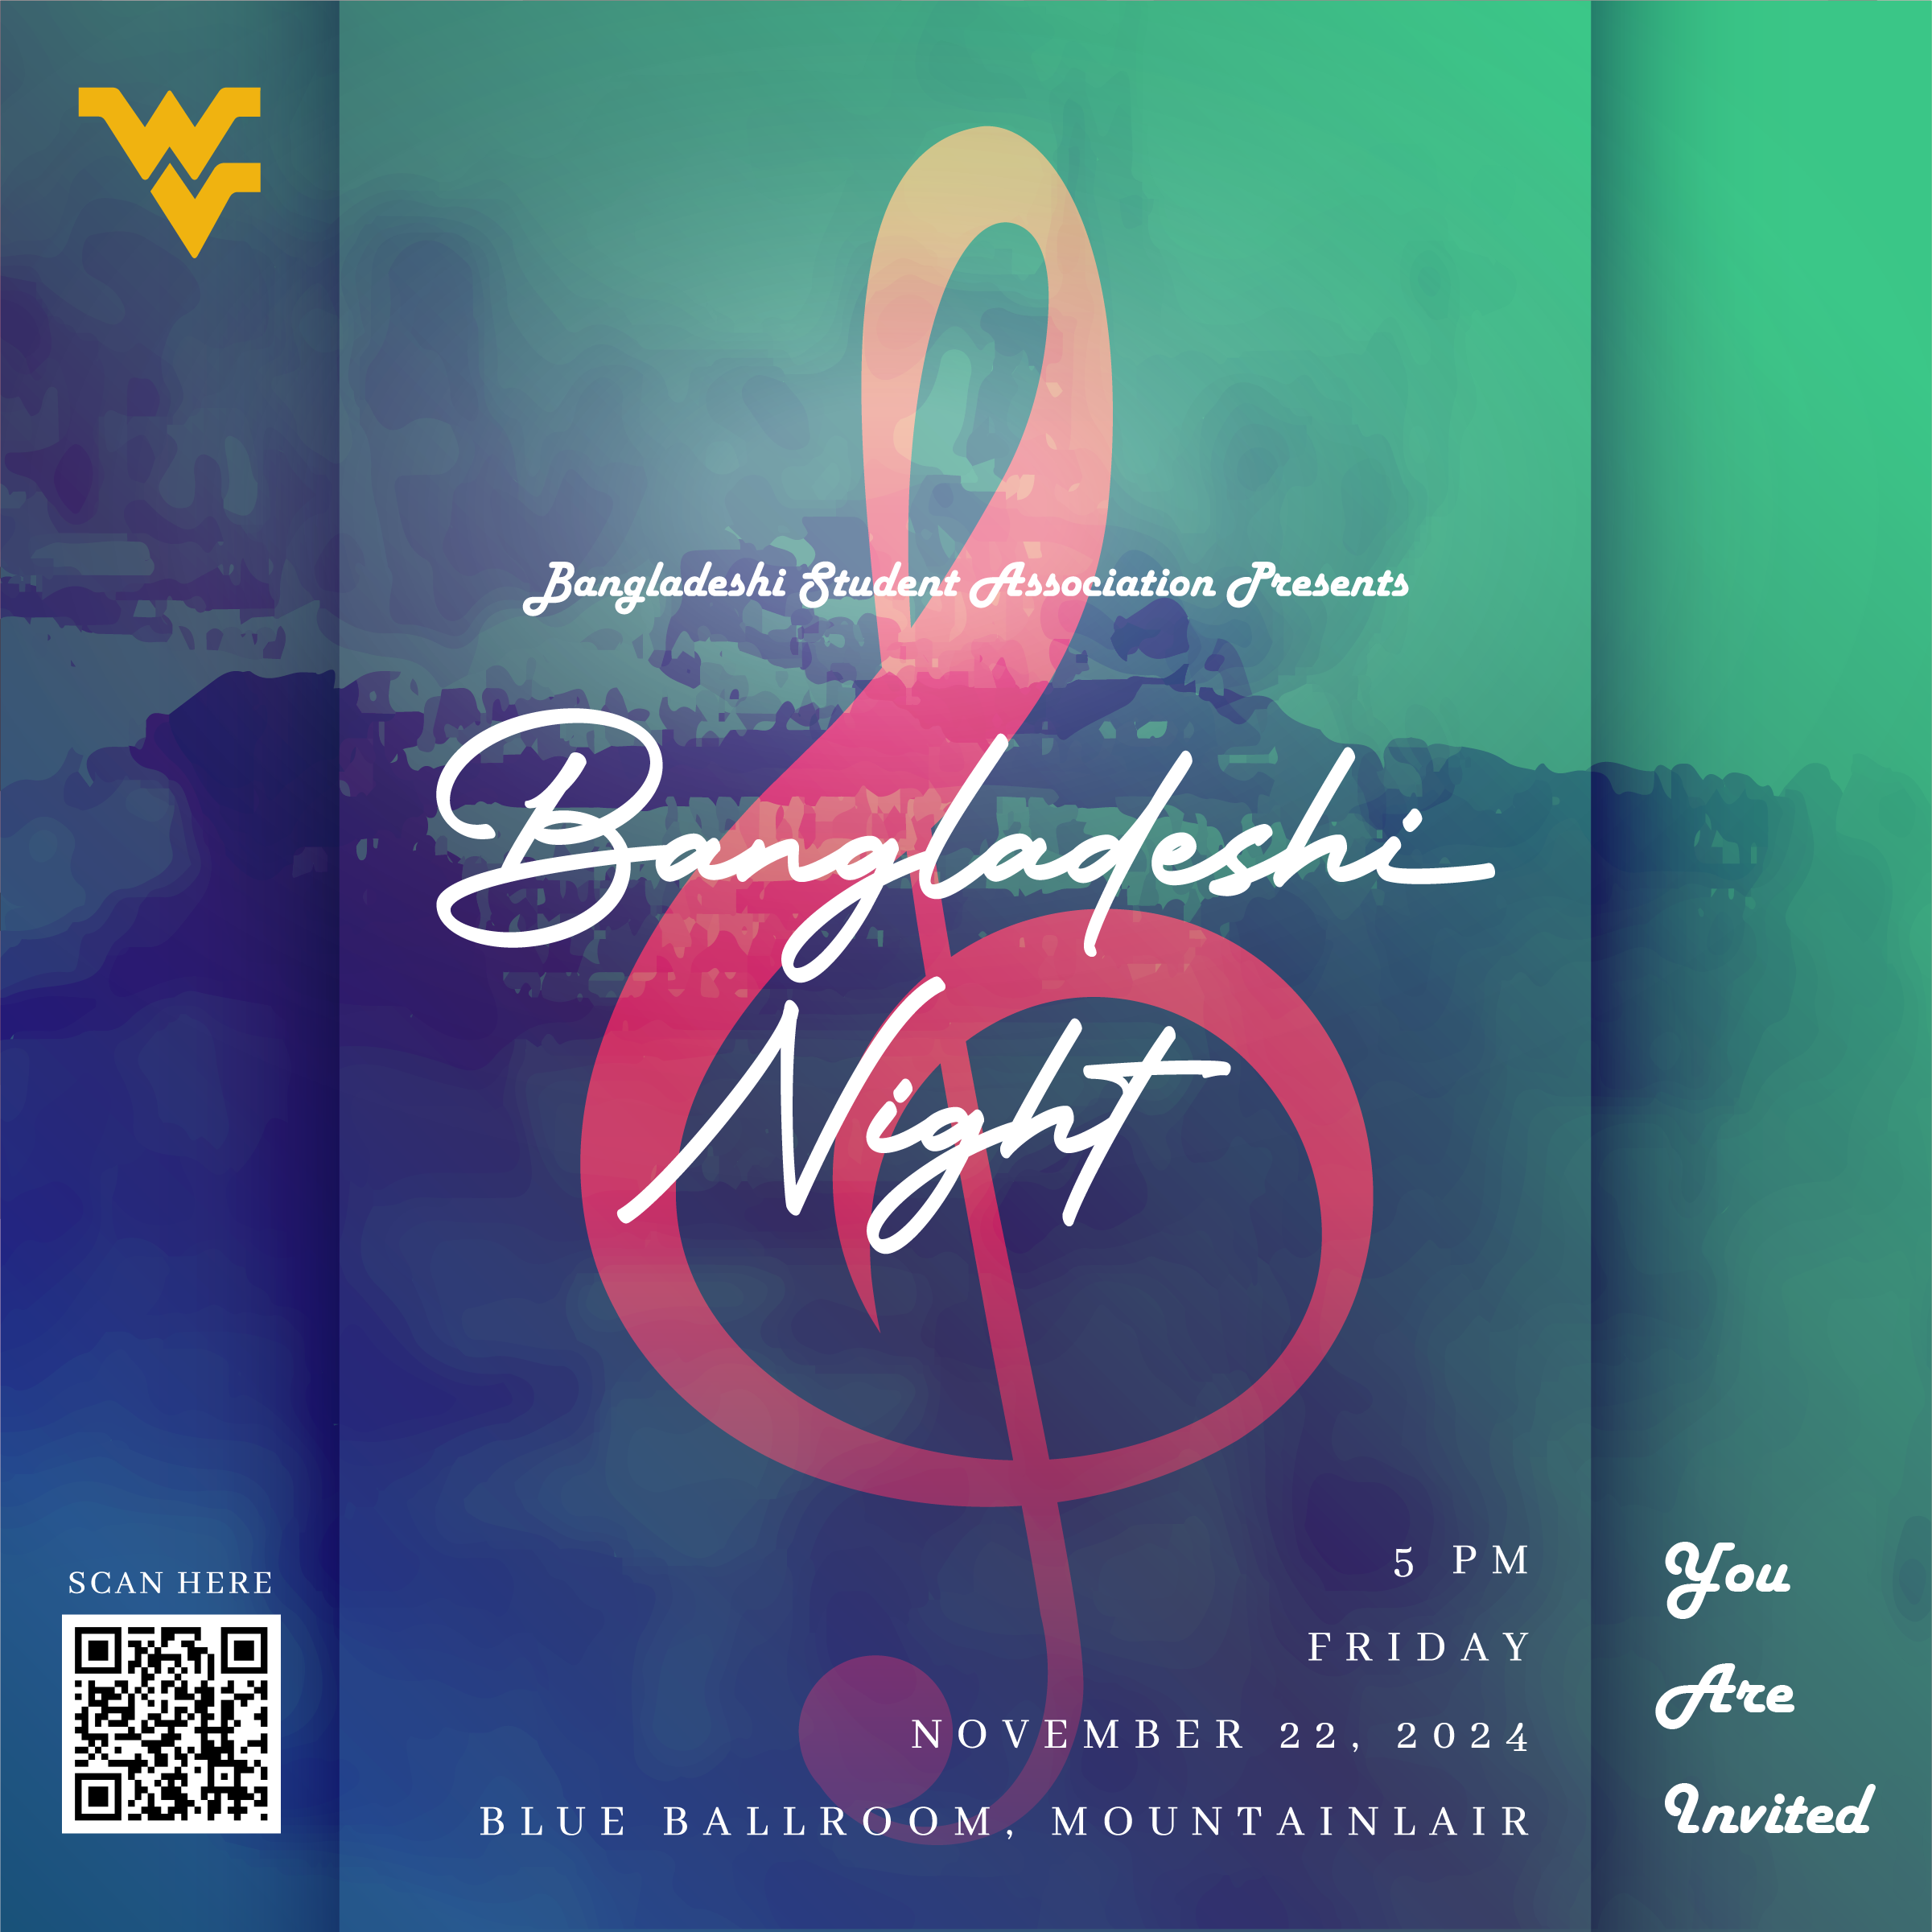 WV
Bangladeshi Student Association Presents
Bangladeshi
Night
5 PM
FRIDAY
NOVEMBER 22, 2024
BLUE BALLROOM, MOUNTAINLAIR
SCAN HERE
You
Are
Invited